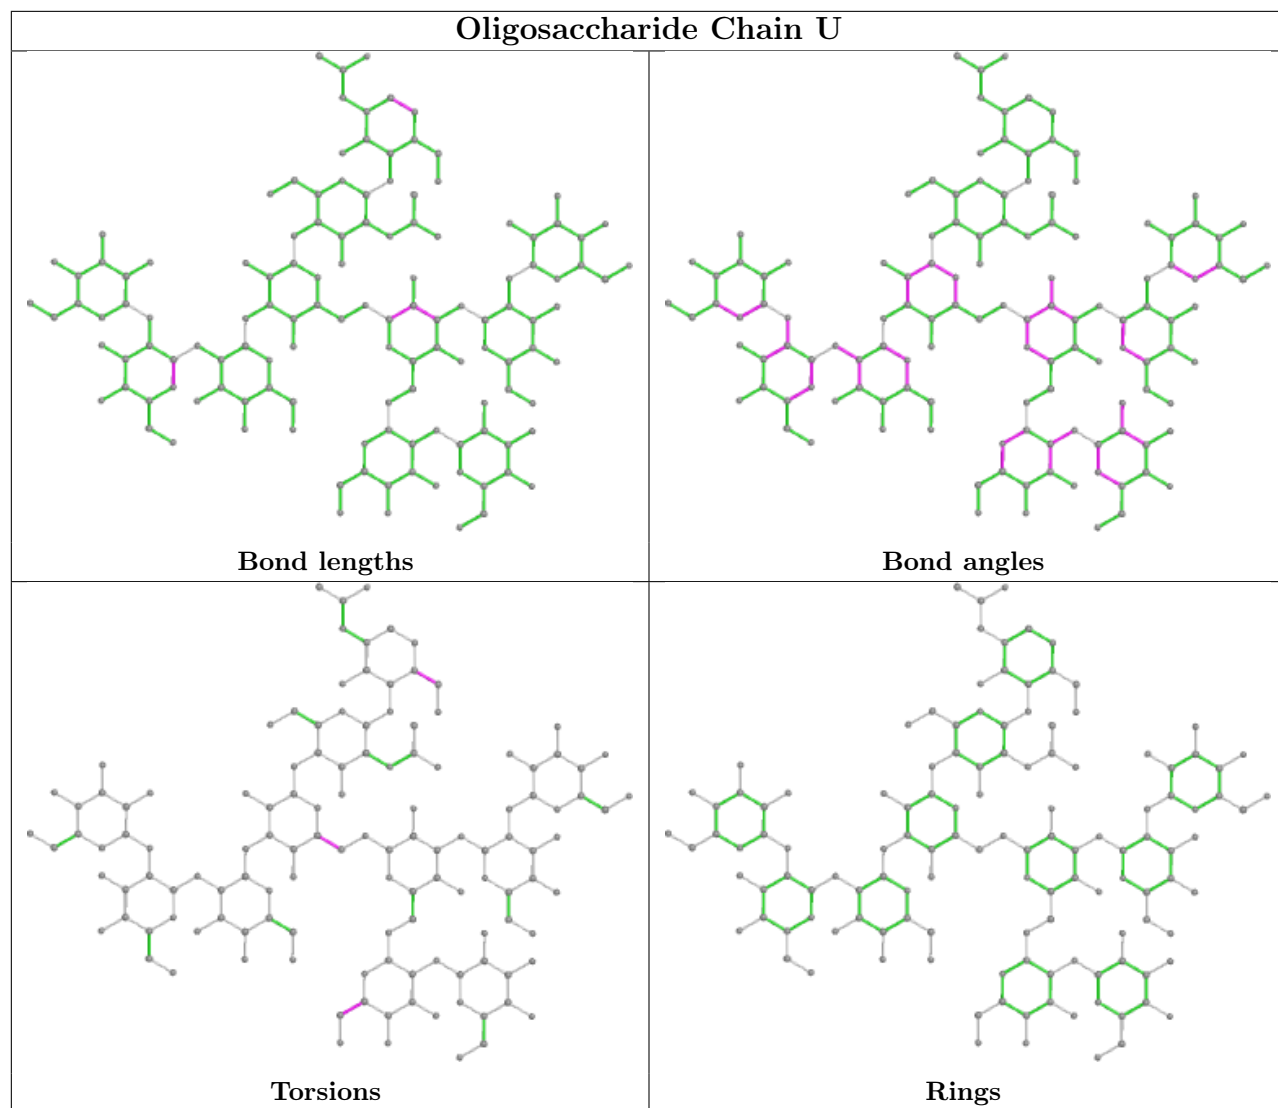 Oligosaccharide Chain U
Bond lengths
Bond angles
Torsions
Rings